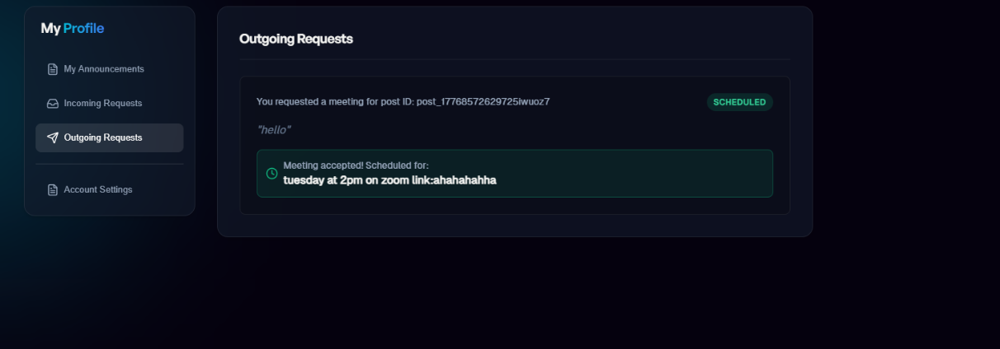 My Profile
My Announcements
Incoming Requests
Outgoing Requests
Account Settings
Outgoing Requests
You requested a meeting for post ID: post_17768572629725iwuoz7
SCHEDULED
"hello"
Meeting accepted! Scheduled for:
tuesday at 2pm on zoom link:ahahahahha